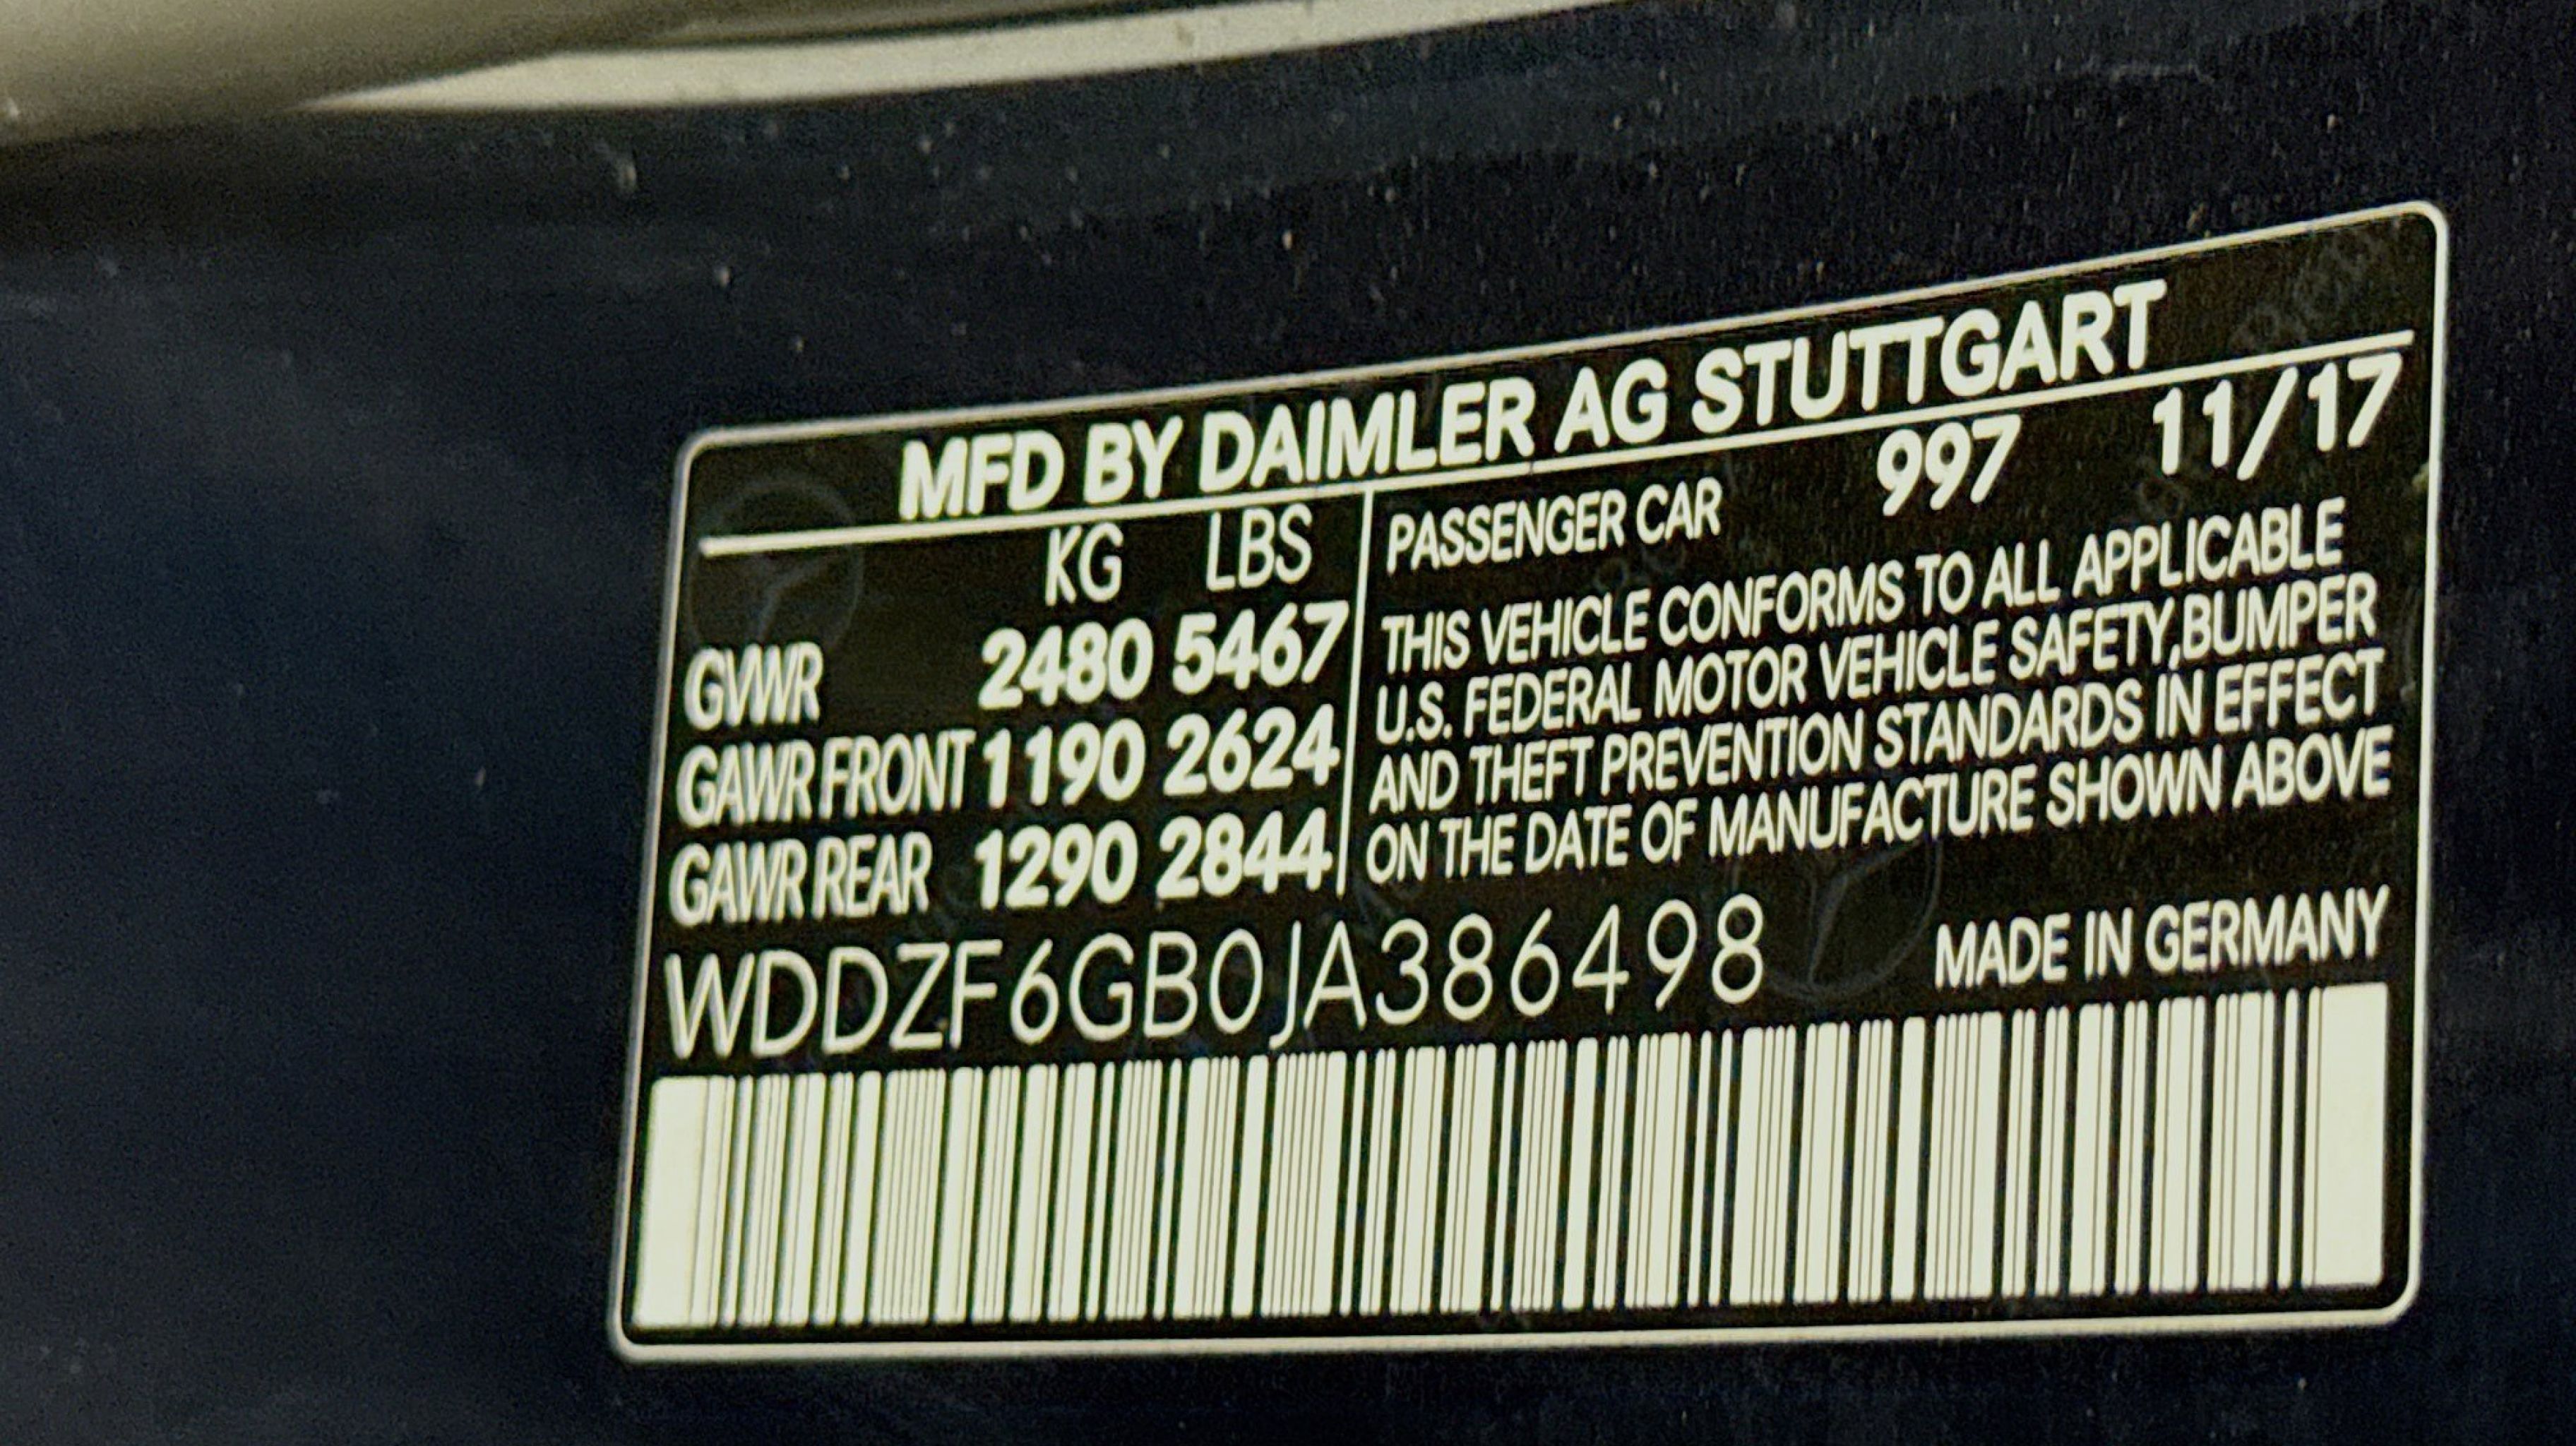 MFD BY DAIMLER AG STUTTGART
KG LBS
GVWR 2480 5467
GAWR FRONT 1190 2624
GAWR REAR 1290 2844
PASSENGER CAR 997 11/17
THIS VEHICLE CONFORMS TO ALL APPLICABLE
U.S. FEDERAL MOTOR VEHICLE SAFETY,BUMPER
AND THEFT PREVENTION STANDARDS IN EFFECT
ON THE DATE OF MANUFACTURE SHOWN ABOVE
WDDZF6GB0JA386498 MADE IN GERMANY